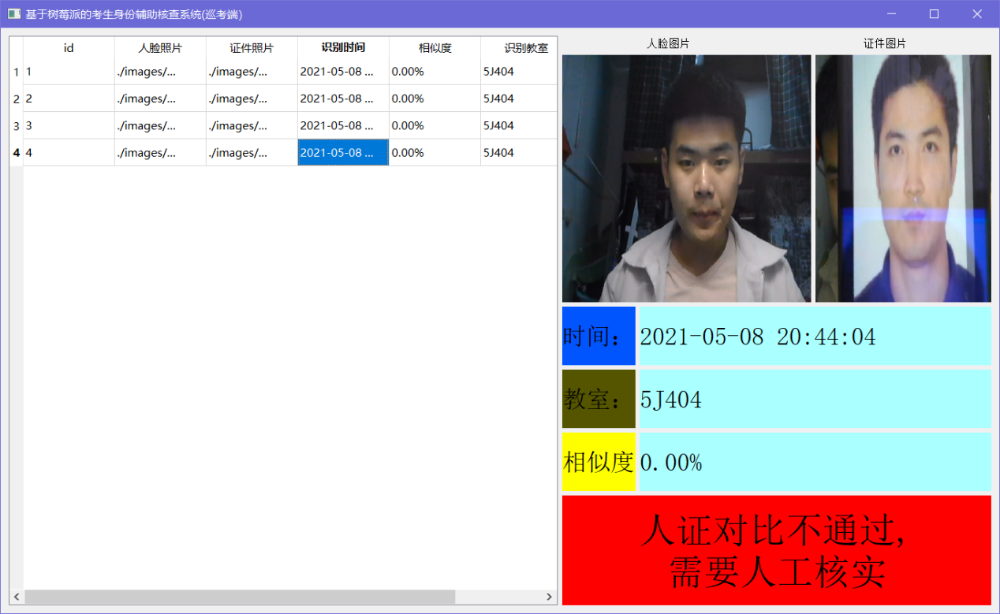 基于树莓派的考生身份辅助核查系统(巡考端)
id 人脸照片 证件照片 识别时间 相似度 识别教室
1 1 ./images/... ./images/... 2021-05-08 ... 0.00% 5J404
2 2 ./images/... ./images/... 2021-05-08 ... 0.00% 5J404
3 3 ./images/... ./images/... 2021-05-08 ... 0.00% 5J404
4 4 ./images/... ./images/... 2021-05-08 ... 0.00% 5J404
人脸图片 证件图片
时间： 2021-05-08 20:44:04
教室： 5J404
相似度 0.00%
人证对比不通过，
需要人工核实